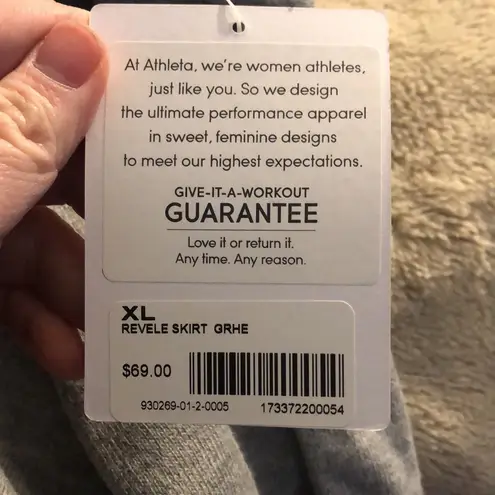 At Athleta, we're women athletes,
just like you. So we design
the ultimate performance apparel
in sweet, feminine designs
to meet our highest expectations.
GIVE-IT-A-WORKOUT
GUARANTEE
Love it or return it.
Any time. Any reason.
XL
REVELE SKIRT GRHE
$69.00
930269-01-2-0005 173372200054